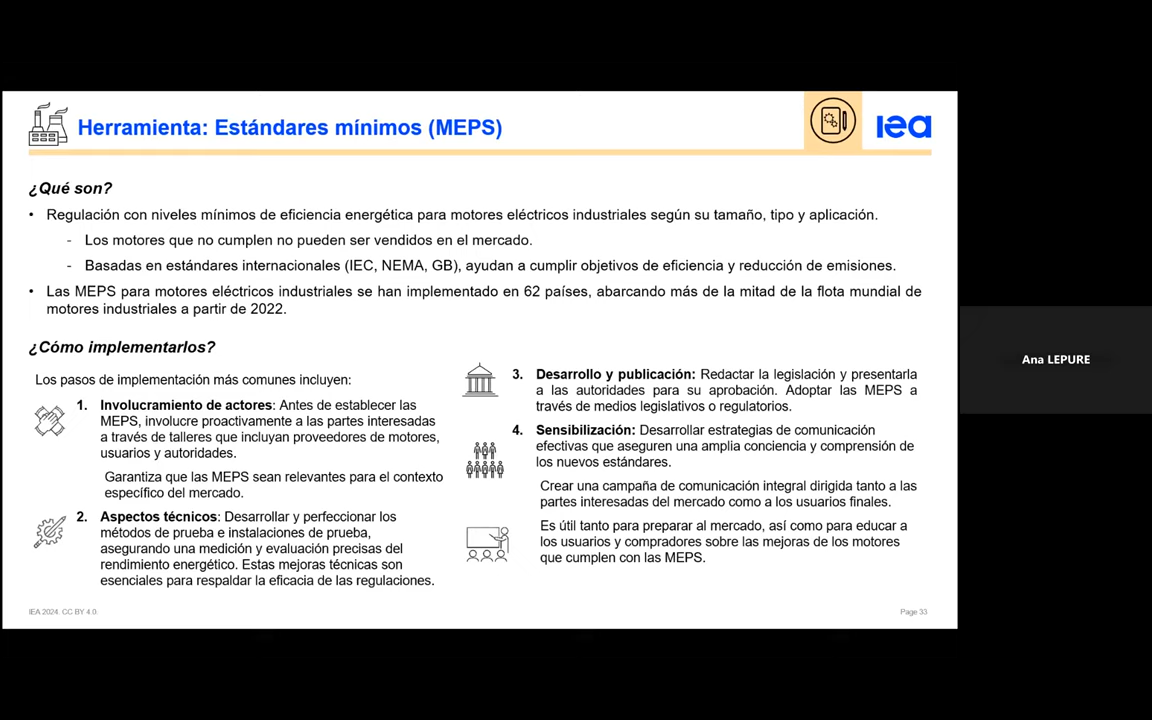 Herramienta: Estándares mínimos (MEPS)
iea
¿Qué son?
• Regulación con niveles mínimos de eficiencia energética para motores eléctricos industriales según su tamaño, tipo y aplicación.
- Los motores que no cumplen no pueden ser vendidos en el mercado.
- Basadas en estándares internacionales (IEC, NEMA, GB), ayudan a cumplir objetivos de eficiencia y reducción de emisiones.
• Las MEPS para motores eléctricos industriales se han implementado en 62 países, abarcando más de la mitad de la flota mundial de
motores industriales a partir de 2022.
¿Cómo implementarlos?
Los pasos de implementación más comunes incluyen:
1. Involucramiento de actores: Antes de establecer las
MEPS, involucre proactivamente a las partes interesadas
a través de talleres que incluyan proveedores de motores,
usuarios y autoridades.
Garantiza que las MEPS sean relevantes para el contexto
específico del mercado.
2. Aspectos técnicos: Desarrollar y perfeccionar los
métodos de prueba e instalaciones de prueba,
asegurando una medición y evaluación precisas del
rendimiento energético. Estas mejoras técnicas son
esenciales para respaldar la eficacia de las regulaciones.
3. Desarrollo y publicación: Redactar la legislación y presentarla
a las autoridades para su aprobación. Adoptar las MEPS a
través de medios legislativos o regulatorios.
4. Sensibilización: Desarrollar estrategias de comunicación
efectivas que aseguren una amplia conciencia y comprensión de
los nuevos estándares.
Crear una campaña de comunicación integral dirigida tanto a las
partes interesadas del mercado como a los usuarios finales.
Es útil tanto para preparar al mercado, así como para educar a
los usuarios y compradores sobre las mejoras de los motores
que cumplen con las MEPS.
IEA 2024. CC BY 4.0.
Page 33
Ana LEPURE